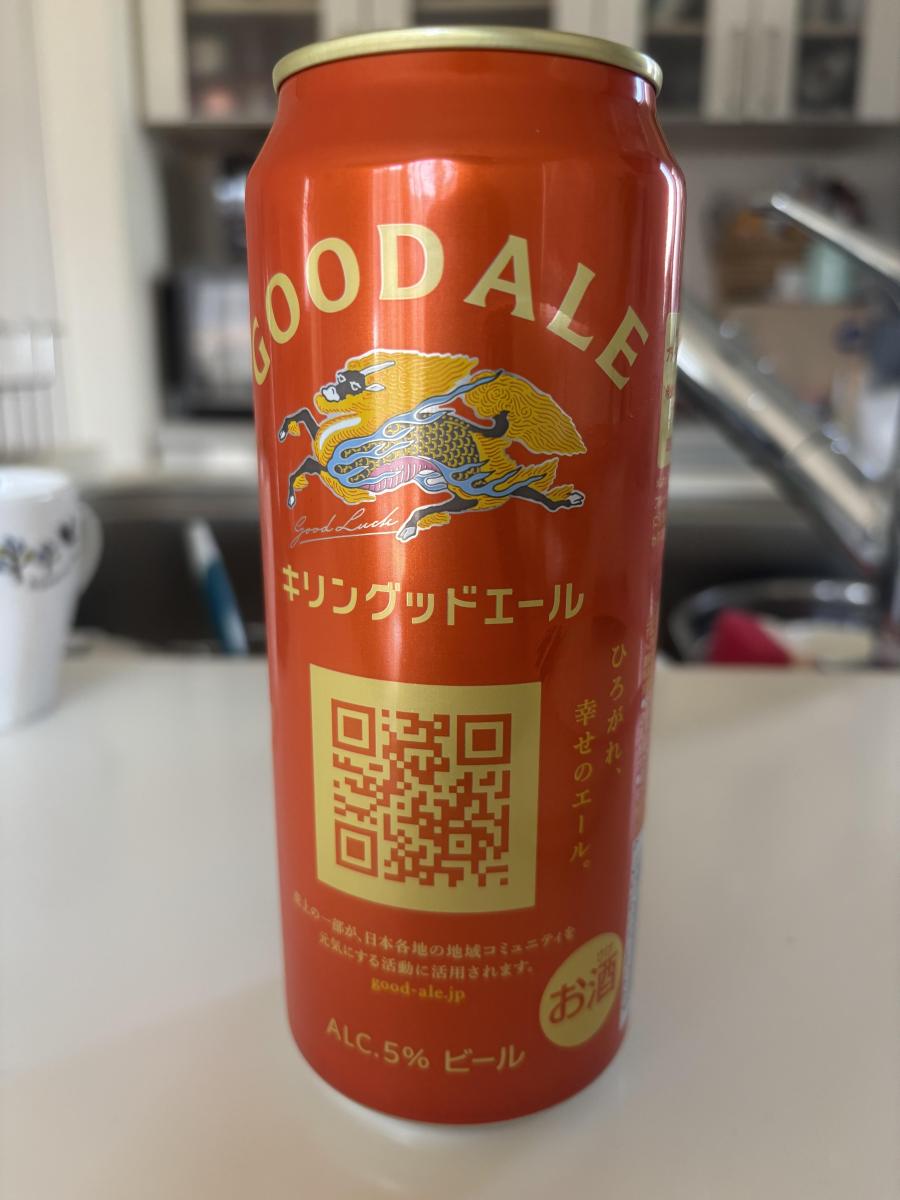 GOOD ALE
Good Luck
キリングッドエール
ひろがれ、
幸せのエール。
売上の一部が、日本各地の地域コミュニティを
元気にする活動に活用されます。
good-ale.jp
お酒
ALC.5% ビール